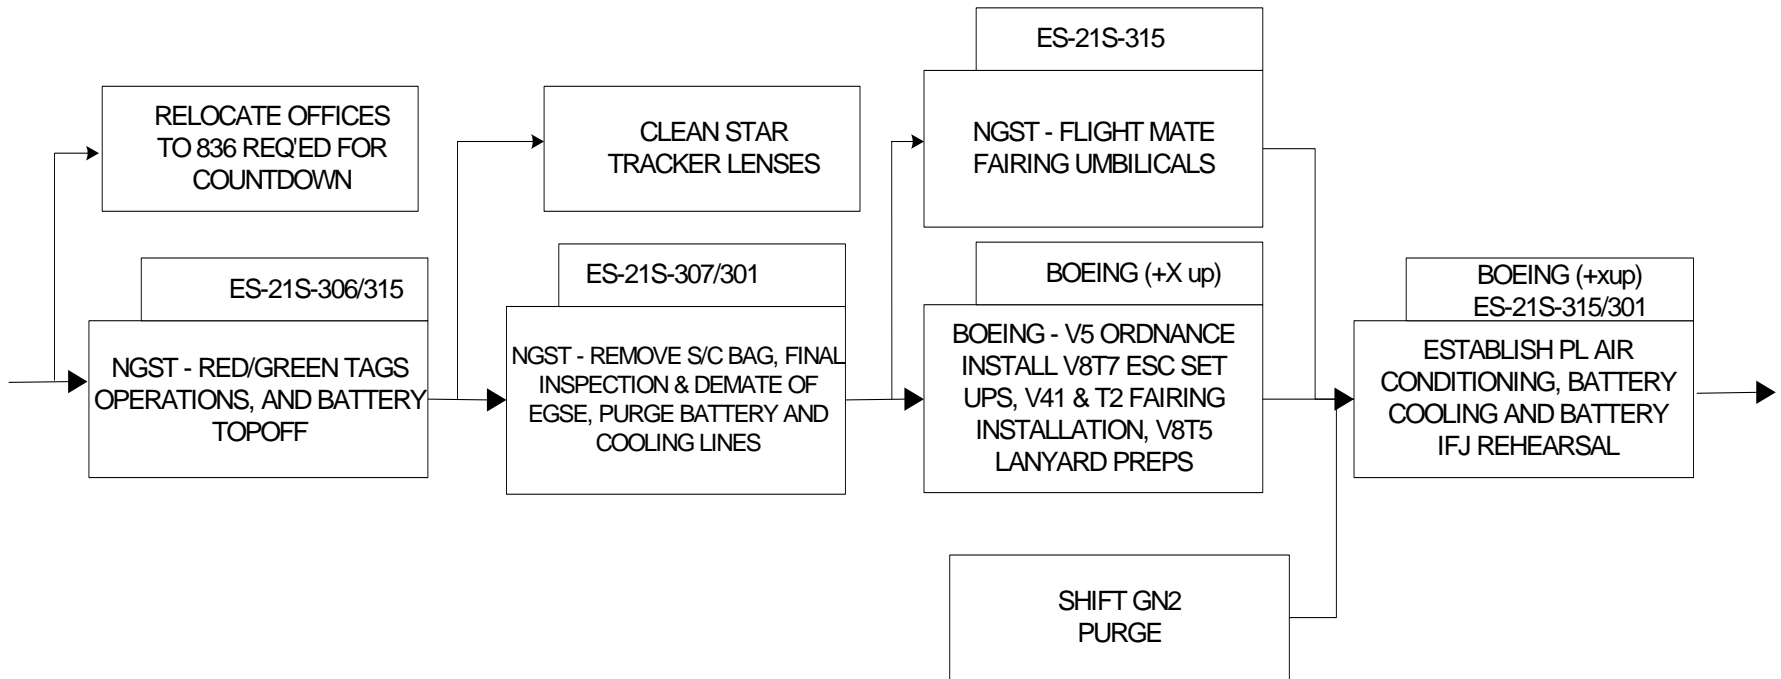 ES-21S-315
RELOCATE OFFICES
TO 836 REQ'ED FOR
COUNTDOWN
CLEAN STAR
TRACKER LENSES
NGST - FLIGHT MATE
FAIRING UMBILICALS
ES-21S-306/315
NGST - RED/GREEN TAGS
OPERATIONS, AND BATTERY
TOPOFF
ES-21S-307/301
NGST - REMOVE S/C BAG, FINAL
INSPECTION & DEMATE OF
EGSE, PURGE BATTERY AND
COOLING LINES
BOEING (+X up)
BOEING - V5 ORDNANCE
INSTALL V8T7 ESC SET
UPS, V41 & T2 FAIRING
INSTALLATION, V8T5
LANYARD PREPS
BOEING (+xup)
ES-21S-315/301
ESTABLISH PL AIR
CONDITIONING, BATTERY
COOLING AND BATTERY
IFJ REHEARSAL
SHIFT GN2
PURGE